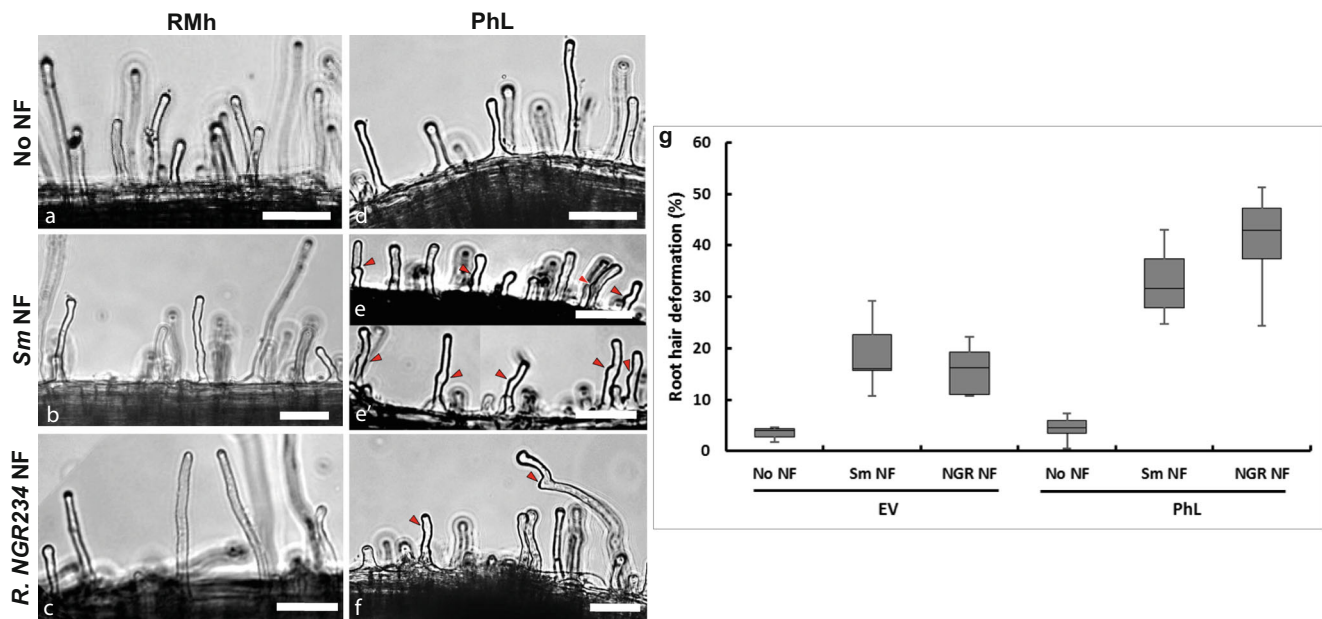 RMh PhL
No NF
Sm NF
R. NGR234 NF
a
b
c
d
e
e'
f
g
Root hair deformation (%)
60
50
40
30
20
10
0
No NF Sm NF NGR NF No NF Sm NF NGR NF
EV PhL